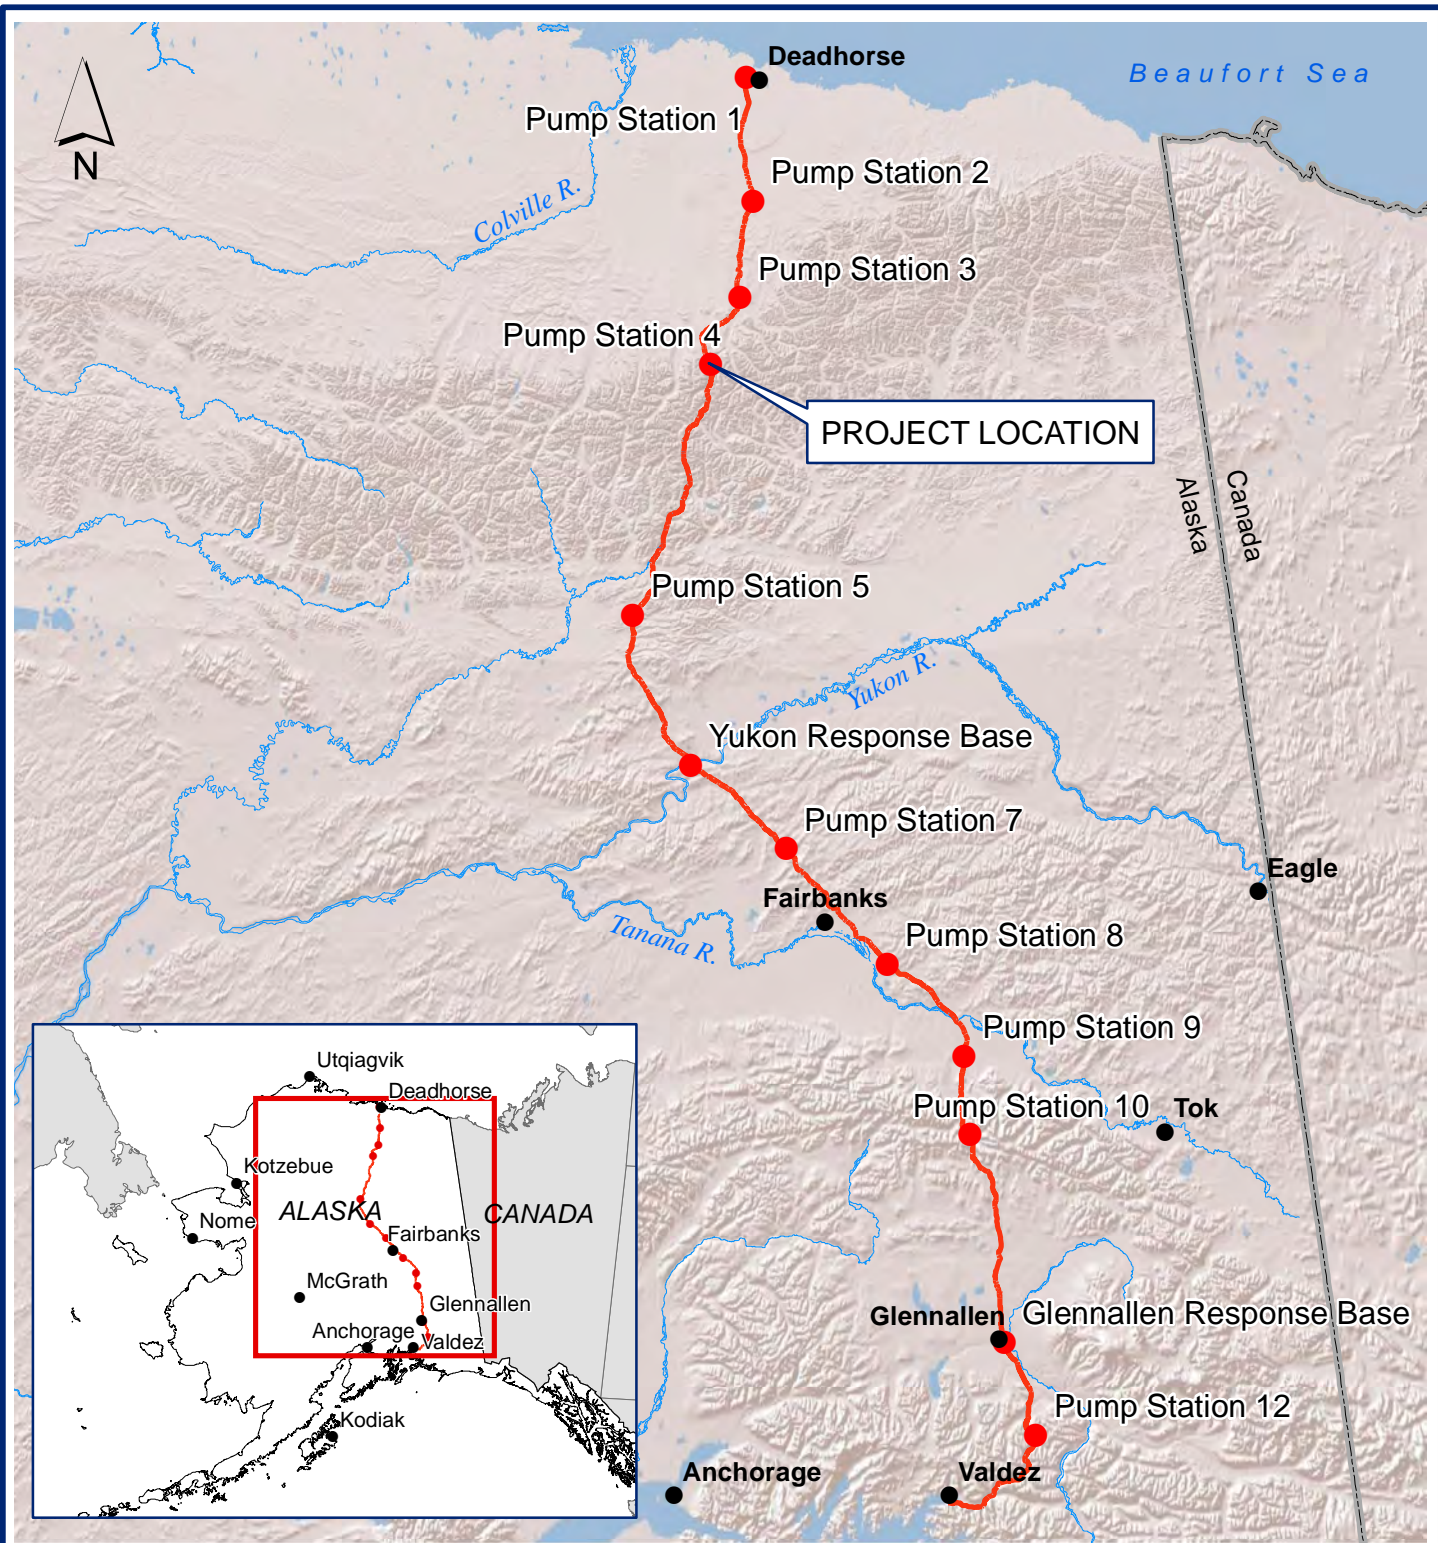 Deadhorse
Beaufort Sea
Pump Station 1
N
Pump Station 2
Colville R.
Pump Station 3
Pump Station 4
PROJECT LOCATION
Canada
Alaska
Pump Station 5
Yukon R.
Yukon Response Base
Pump Station 7
Eagle
Fairbanks
Tanana R.
Pump Station 8
Pump Station 9
Pump Station 10
Tok
Glennallen
Glennallen Response Base
Pump Station 12
Anchorage
Valdez
Utqiagvik
Deadhorse
Kotzebue
Nome
ALASKA
CANADA
Fairbanks
McGrath
Glennallen
Anchorage
Valdez
Kodiak